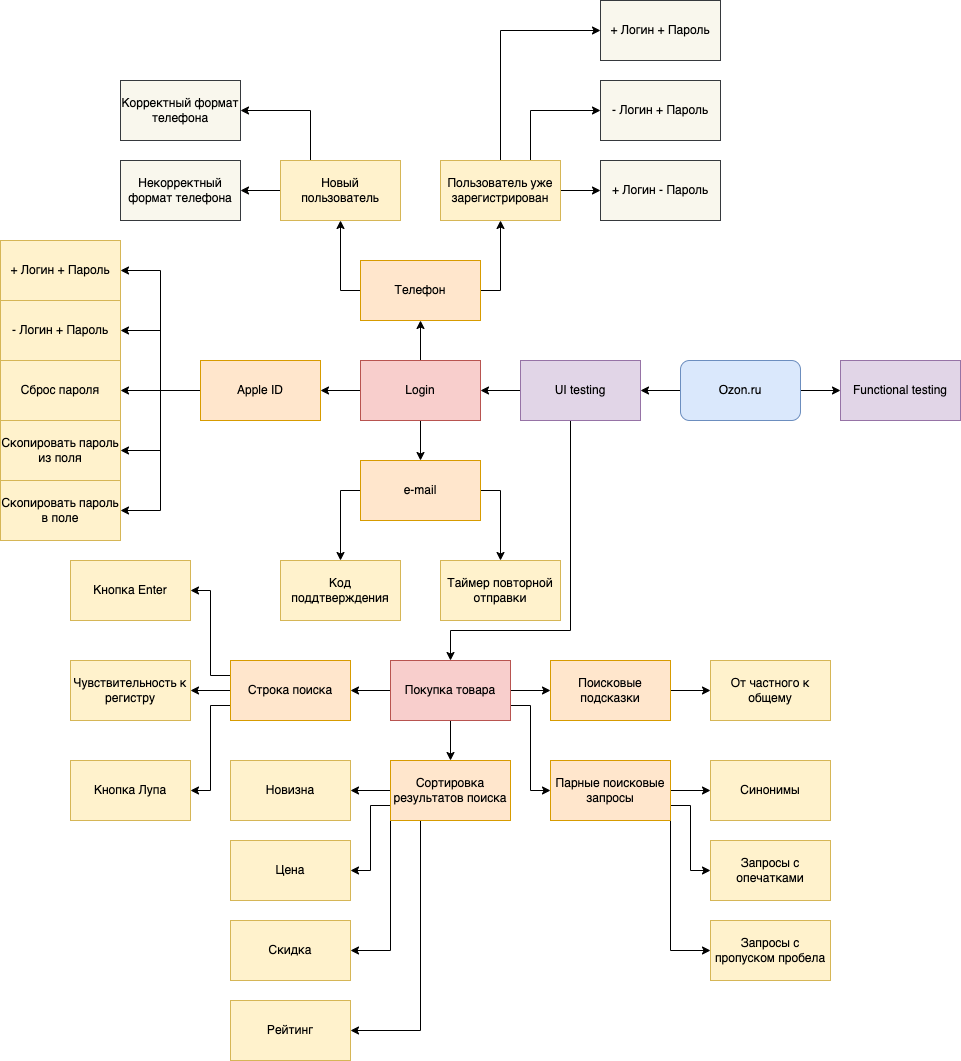 + Логин + Пароль
Корректный формат
телефона
- Логин + Пароль
Некорректный
формат телефона
Новый
пользователь
Пользователь уже
зарегистрирован
+ Логин - Пароль
+ Логин + Пароль
Телефон
- Логин + Пароль
Сброс пароля
Apple ID
Login
UI testing
Ozon.ru
Functional testing
Скопировать пароль
из поля
Скопировать пароль
в поле
e-mail
Кнопка Enter
Код
поддтверждения
Таймер повторной
отправки
Чувствительность к
регистру
Строка поиска
Покупка товара
Поисковые
подсказки
От частного к
общему
Кнопка Лупа
Новизна
Сортировка
результатов поиска
Парные поисковые
запросы
Синонимы
Цена
Запросы с
опечатками
Скидка
Запросы с
пропуском пробела
Рейтинг